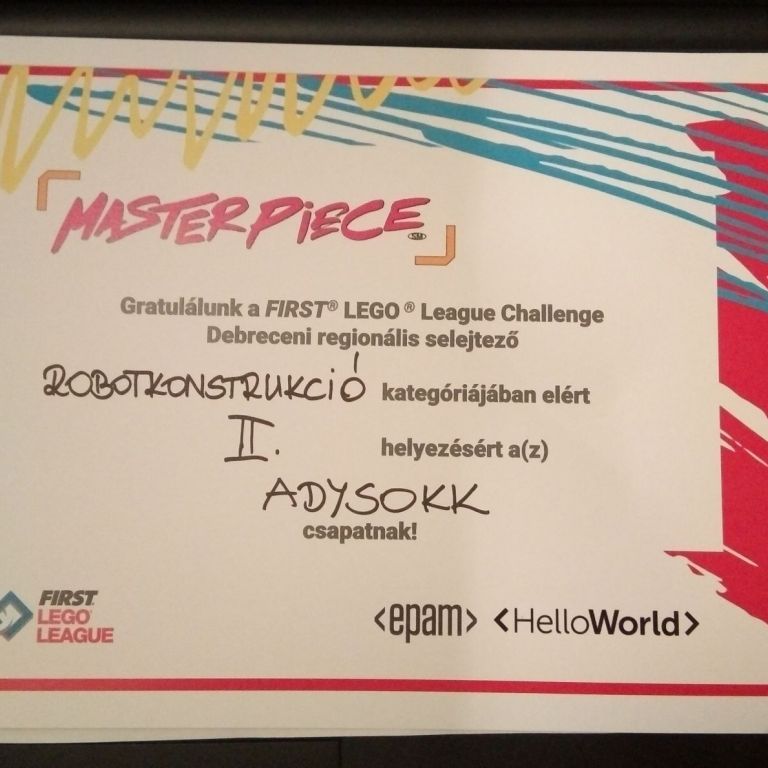 MASTERPIECE℠
Gratulálunk a FIRST® LEGO® League Challenge
Debreceni regionális selejtező
ROBOTKONSTRUKCIÓ kategóriájában elért
II. helyezésért a(z)
ADYSOKK
csapatnak!
FIRST
LEGO
LEAGUE
<epam> <HelloWorld>